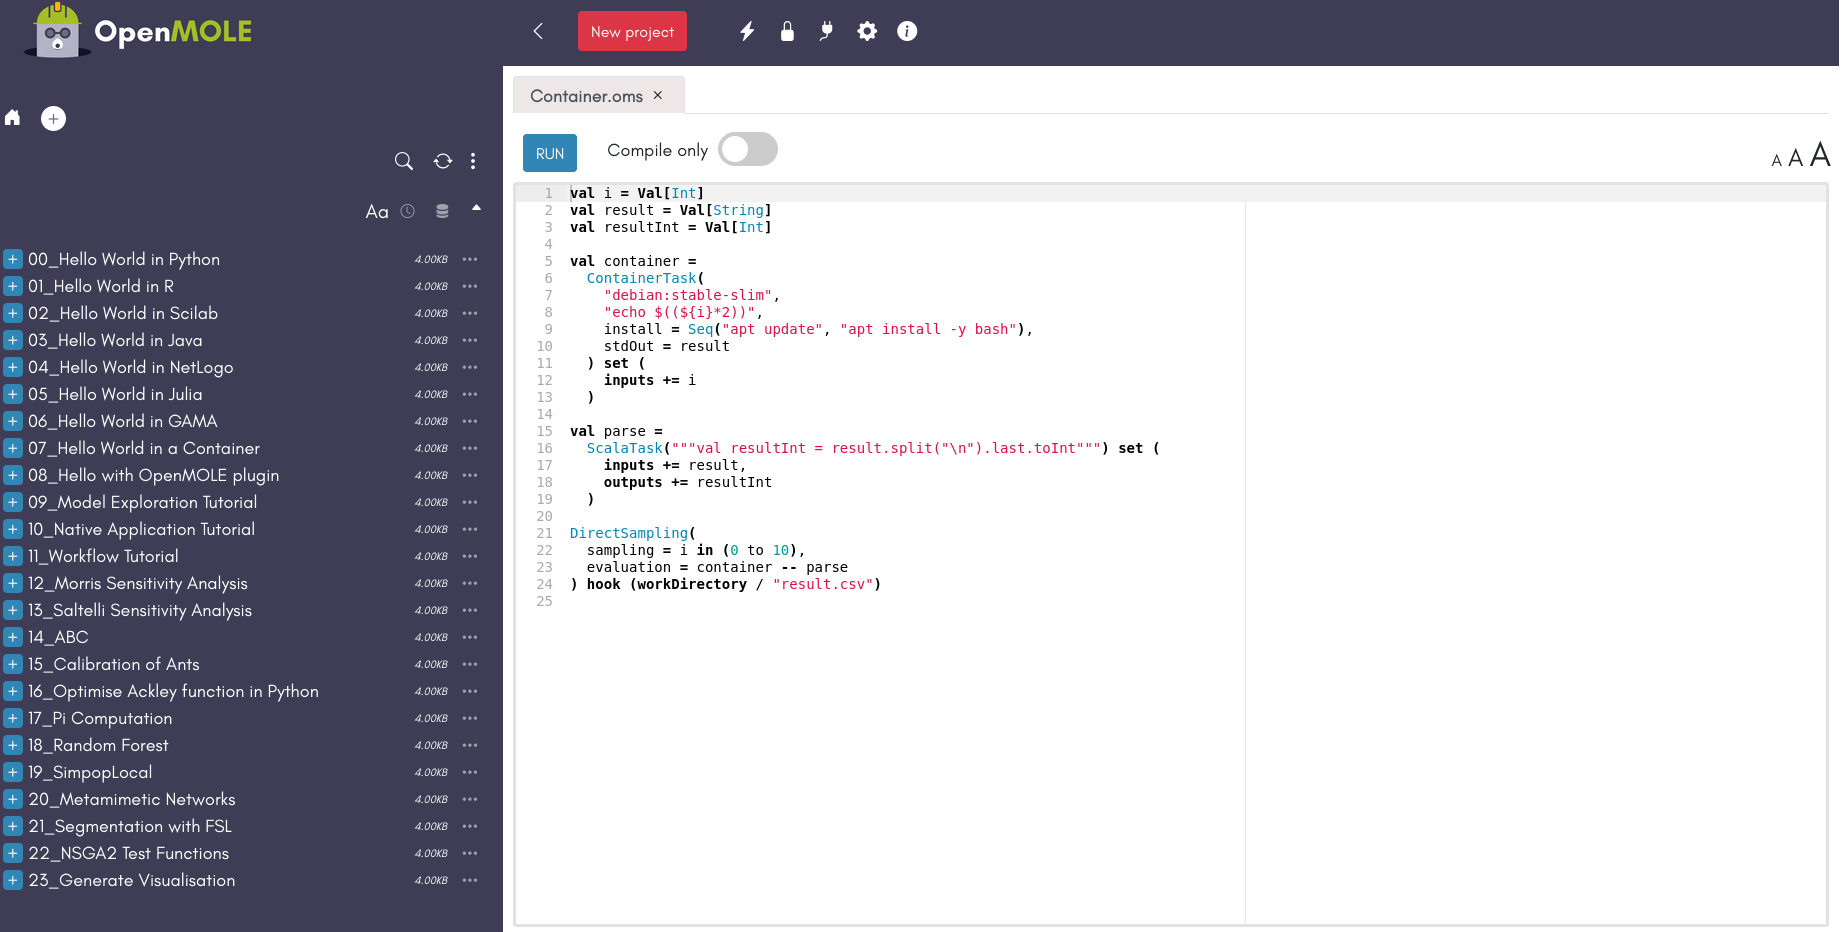 OpenMOLE
New project
Container.oms ×
RUN Compile only
A A A
Aa
00_Hello World in Python 4.00KB
01_Hello World in R 4.00KB
02_Hello World in Scilab 4.00KB
03_Hello World in Java 4.00KB
04_Hello World in NetLogo 4.00KB
05_Hello World in Julia 4.00KB
06_Hello World in GAMA 4.00KB
07_Hello World in a Container 4.00KB
08_Hello with OpenMOLE plugin 4.00KB
09_Model Exploration Tutorial 4.00KB
10_Native Application Tutorial 4.00KB
11_Workflow Tutorial 4.00KB
12_Morris Sensitivity Analysis 4.00KB
13_Saltelli Sensitivity Analysis 4.00KB
14_ABC 4.00KB
15_Calibration of Ants 4.00KB
16_Optimise Ackley function in Python 4.00KB
17_Pi Computation 4.00KB
18_Random Forest 4.00KB
19_SimpopLocal 4.00KB
20_Metamimetic Networks 4.00KB
21_Segmentation with FSL 4.00KB
22_NSGA2 Test Functions 4.00KB
23_Generate Visualisation 4.00KB
1 val i = Val[Int]
2 val result = Val[String]
3 val resultInt = Val[Int]
4
5 val container =
6   ContainerTask(
7     "debian:stable-slim",
8     "echo $((${i}*2))",
9     install = Seq("apt update", "apt install -y bash"),
10     stdOut = result
11   ) set (
12     inputs += i
13   )
14
15 val parse =
16   ScalaTask("""val resultInt = result.split("\n").last.toInt""") set (
17     inputs += result,
18     outputs += resultInt
19   )
20
21 DirectSampling(
22   sampling = i in (0 to 10),
23   evaluation = container -- parse
24 ) hook (workDirectory / "result.csv")
25